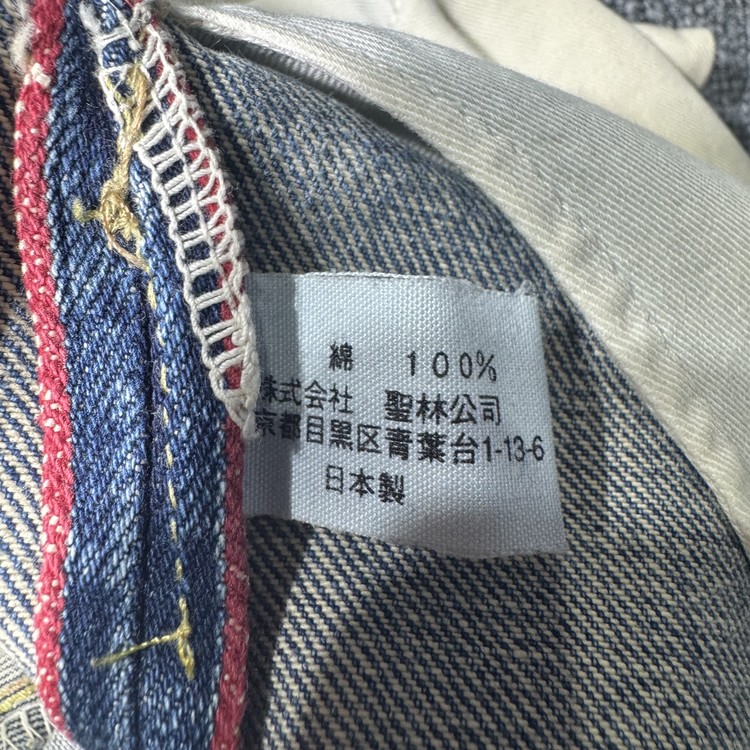 綿 100%
株式会社 聖林公司
京都目黒区青葉台1-13-6
日本製